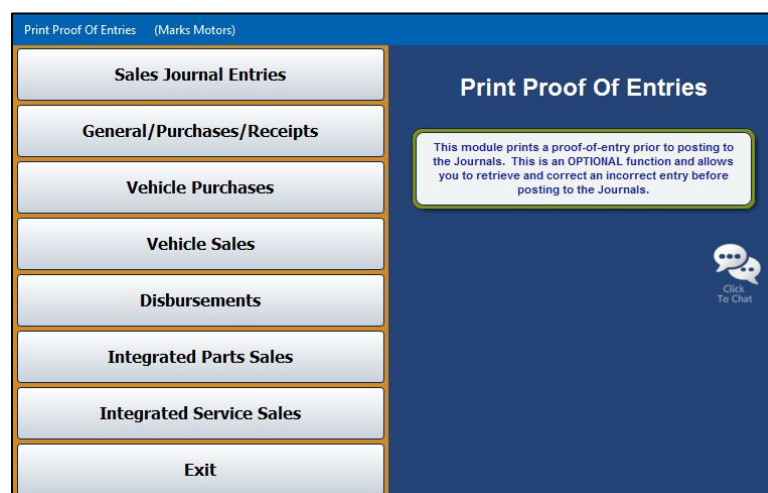 Print Proof Of Entries (Marks Motors)
Sales Journal Entries
General/Purchases/Receipts
Vehicle Purchases
Vehicle Sales
Disbursements
Integrated Parts Sales
Integrated Service Sales
Exit
Print Proof Of Entries
This module prints a proof-of-entry prior to posting to
the Journals. This is an OPTIONAL function and allows
you to retrieve and correct an incorrect entry before
posting to the Journals.
Click
To Chat